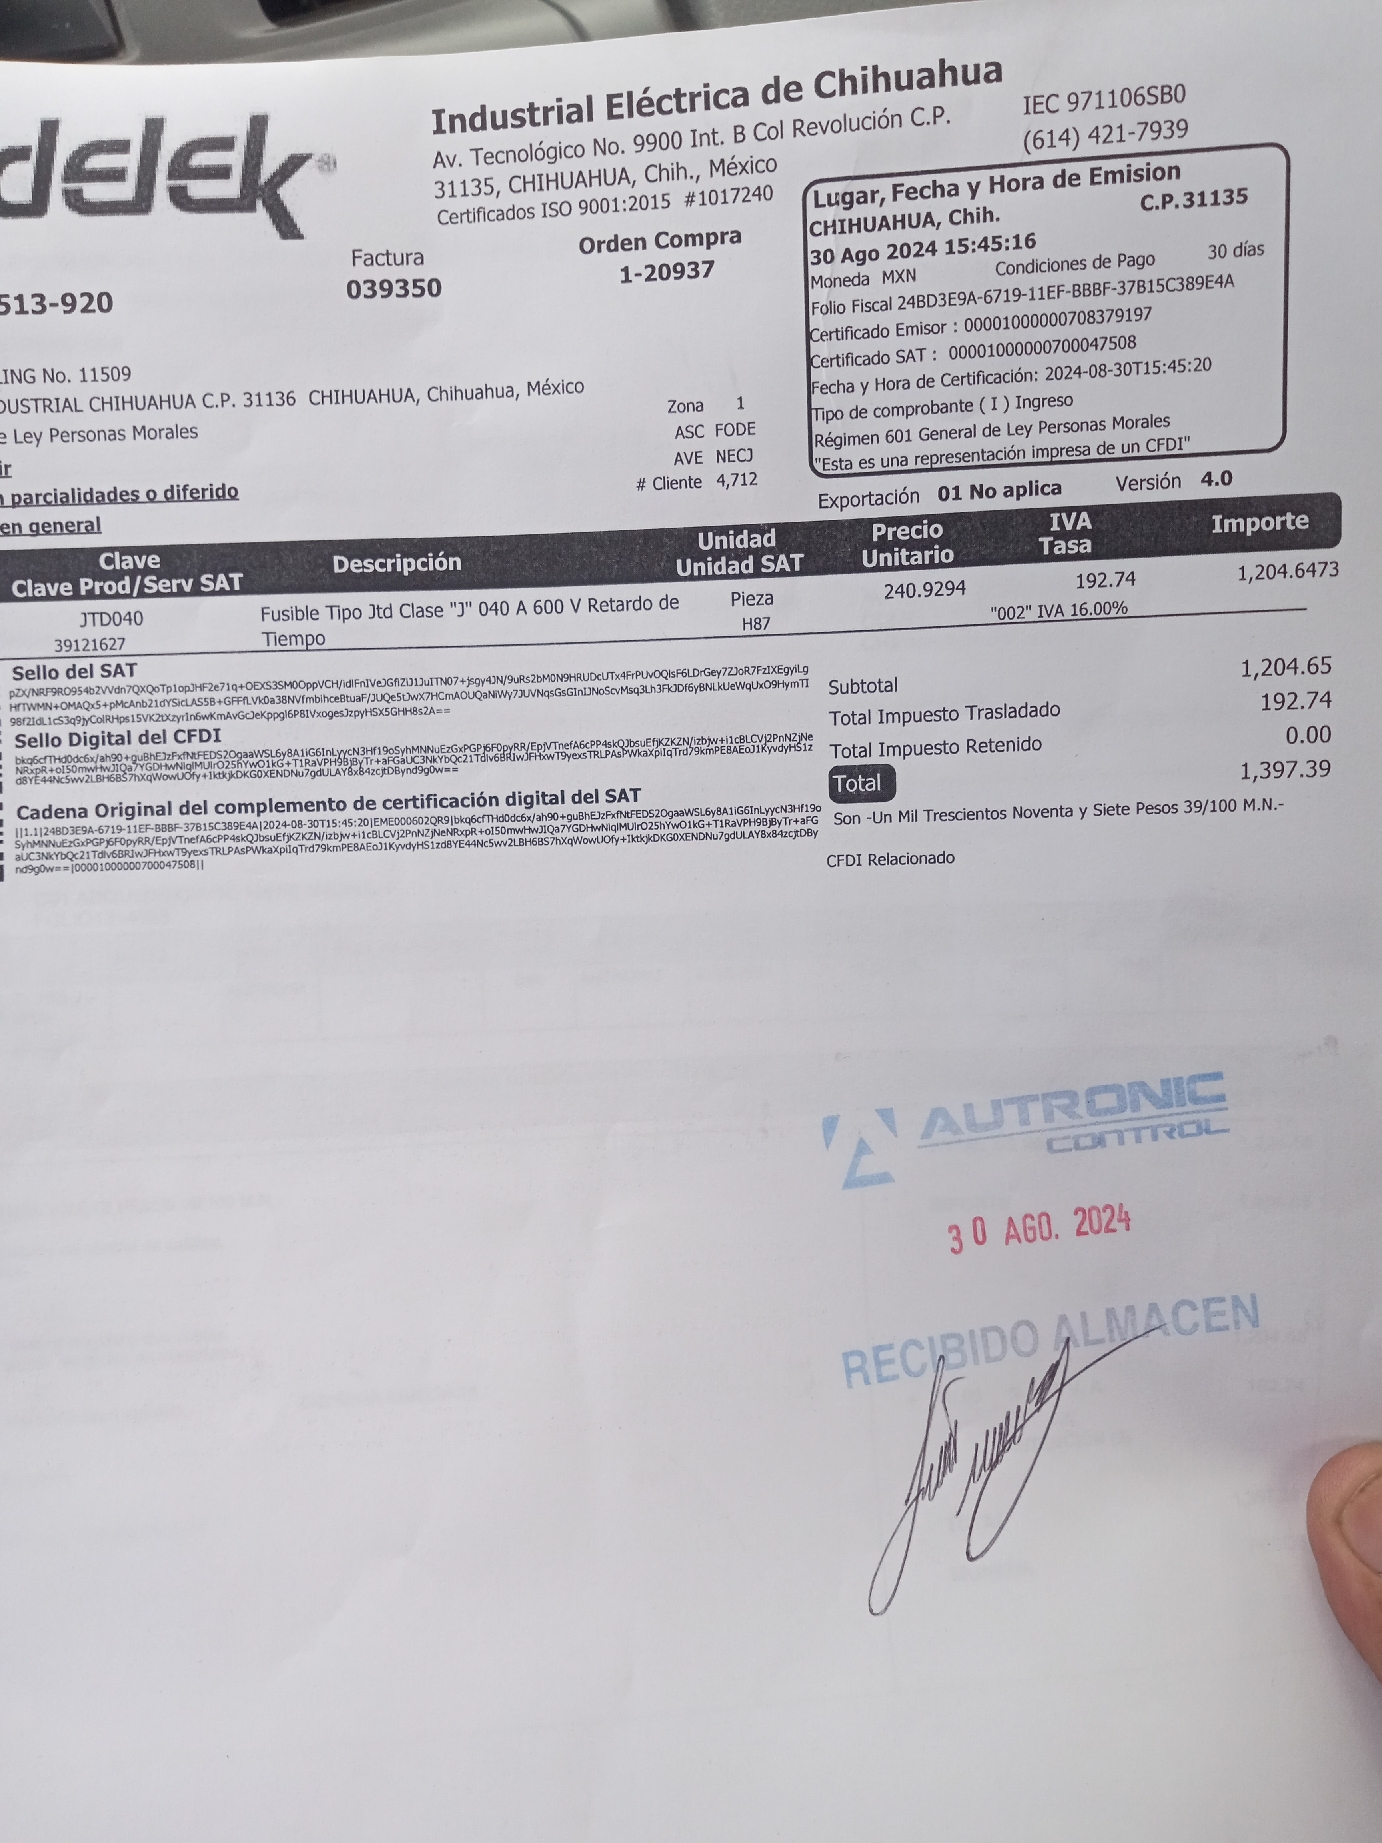 Industrial Eléctrica de Chihuahua
IEC 971106SB0
Av. Tecnológico No. 9900 Int. B Col Revolución C.P.
(614) 421-7939
31135, CHIHUAHUA, Chih., México
Certificados ISO 9001:2015 #1017240
delek®
Lugar, Fecha y Hora de Emision
CHIHUAHUA, Chih. C.P.31135
30 Ago 2024 15:45:16
Moneda MXN Condiciones de Pago 30 días
Folio Fiscal 24BD3E9A-6719-11EF-BBBF-37B15C389E4A
Certificado Emisor : 00001000000708379197
Certificado SAT : 00001000000700047508
Fecha y Hora de Certificación: 2024-08-30T15:45:20
Tipo de comprobante ( I ) Ingreso
Régimen 601 General de Ley Personas Morales
"Esta es una representación impresa de un CFDI"
Factura
039350
Orden Compra
1-20937
513-920
LING No. 11509
DUSTRIAL CHIHUAHUA C.P. 31136 CHIHUAHUA, Chihuahua, México
e Ley Personas Morales
ir
n parcialidades o diferido
en general
Zona 1
ASC FODE
AVE NECJ
# Cliente 4,712
Exportación 01 No aplica Versión 4.0
Clave
Clave Prod/Serv SAT
Descripción
Unidad
Unidad SAT
Precio
Unitario
IVA
Tasa
Importe
JTD040 Fusible Tipo Jtd Clase "J" 040 A 600 V Retardo de Pieza 240.9294 192.74 1,204.6473
39121627 Tiempo H87 "002" IVA 16.00%
Sello del SAT
Sello Digital del CFDI
Cadena Original del complemento de certificación digital del SAT
nd9g0w==|00001000000700047508||
Subtotal 1,204.65
Total Impuesto Trasladado 192.74
Total Impuesto Retenido 0.00
Total 1,397.39
Son -Un Mil Trescientos Noventa y Siete Pesos 39/100 M.N.-
CFDI Relacionado
AUTRONIC
CONTROL
30 AGO. 2024
RECIBIDO ALMACEN